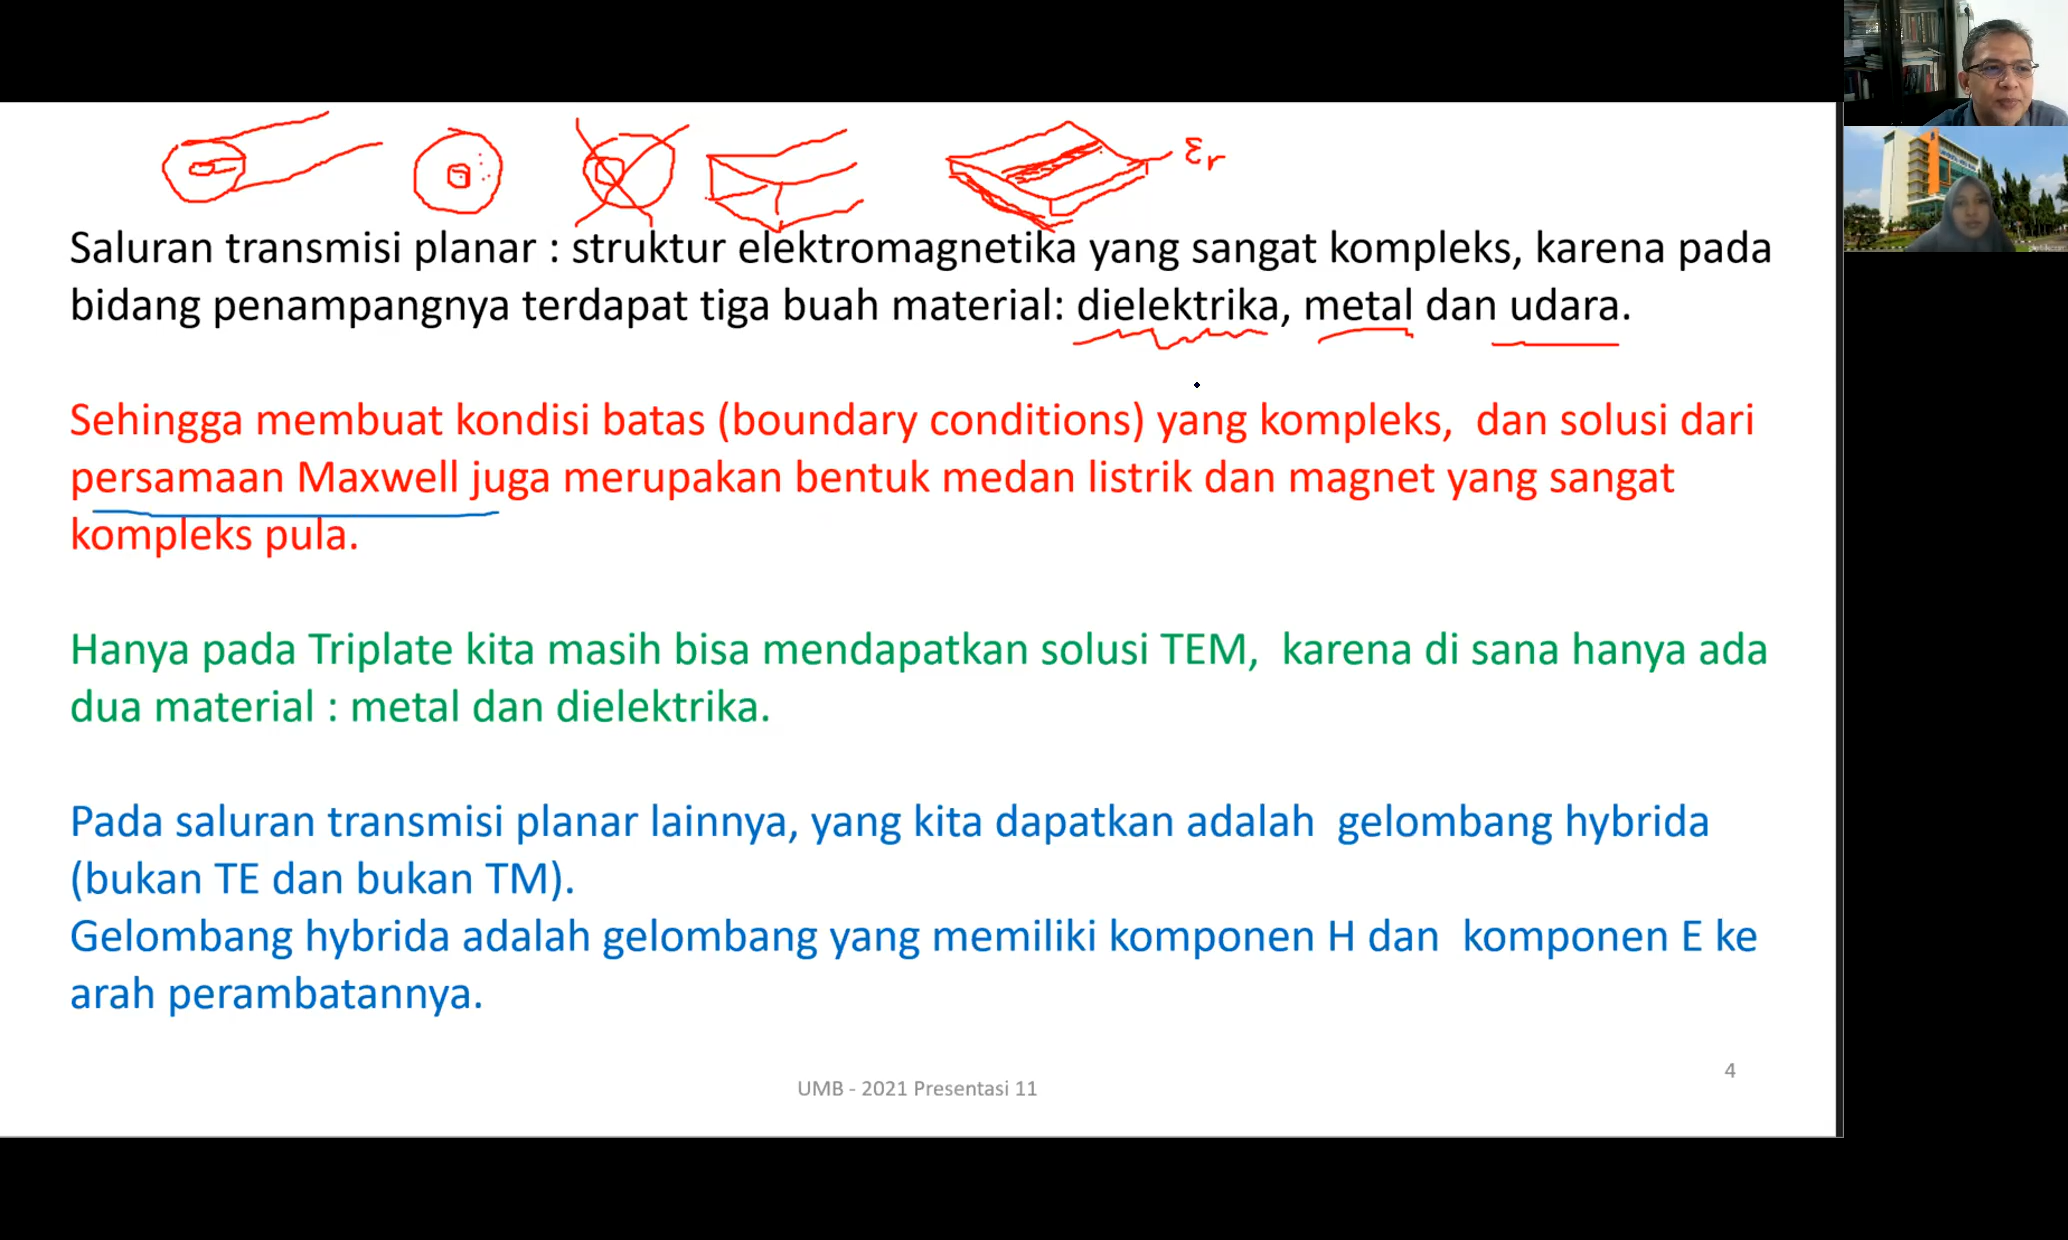 εr
Saluran transmisi planar : struktur elektromagnetika yang sangat kompleks, karena pada
bidang penampangnya terdapat tiga buah material: dielektrika, metal dan udara.
Sehingga membuat kondisi batas (boundary conditions) yang kompleks,  dan solusi dari
persamaan Maxwell juga merupakan bentuk medan listrik dan magnet yang sangat
kompleks pula.
Hanya pada Triplate kita masih bisa mendapatkan solusi TEM,  karena di sana hanya ada
dua material : metal dan dielektrika.
Pada saluran transmisi planar lainnya, yang kita dapatkan adalah  gelombang hybrida
(bukan TE dan bukan TM).
Gelombang hybrida adalah gelombang yang memiliki komponen H dan  komponen E ke
arah perambatannya.
4
UMB - 2021 Presentasi 11